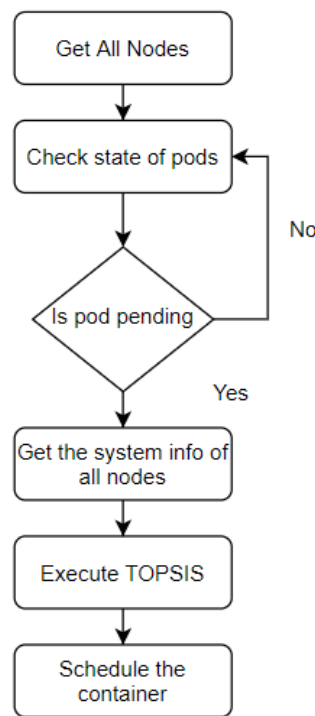 Get All Nodes
Check state of pods
No
Is pod pending
Yes
Get the system info of
all nodes
Execute TOPSIS
Schedule the
container